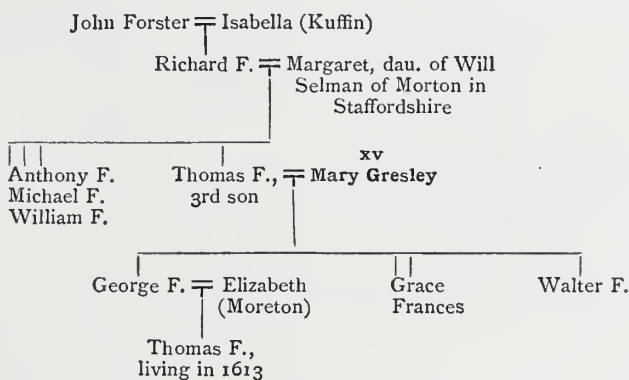 John Forster = Isabella (Kuffin)
Richard F. = Margaret, dau. of Will
Selman of Morton in
Staffordshire
xv
Anthony F. Thomas F., = Mary Gresley
Michael F. 3rd son
William F.
George F. = Elizabeth Grace Walter F.
(Moreton) Frances
Thomas F.,
living in 1613